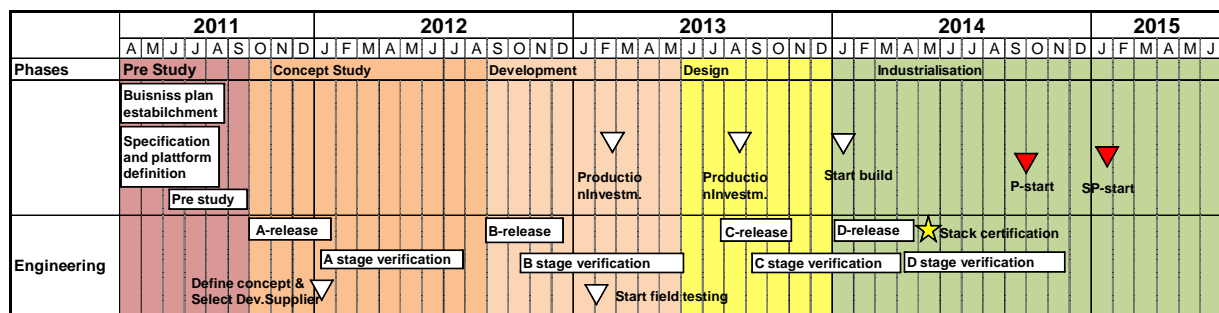 2011 2012 2013 2014 2015
A M J J A S O N D J F M A M J J A S O N D J F M A M J J A S O N D J F M A M J J A S O N D J F M A M J
Phases Pre Study Concept Study Development Design Industrialisation
Buisniss plan
estabilchment
Specification
and plattform
definition
Pre study
Productio
nInvestm.
Productio
nInvestm.
Start build
P-start
SP-start
Engineering
A-release
B-release
C-release
D-release
Stack certification
A stage verification
B stage verification
C stage verification
D stage verification
Define concept &
Select Dev.Supplier
Start field testing